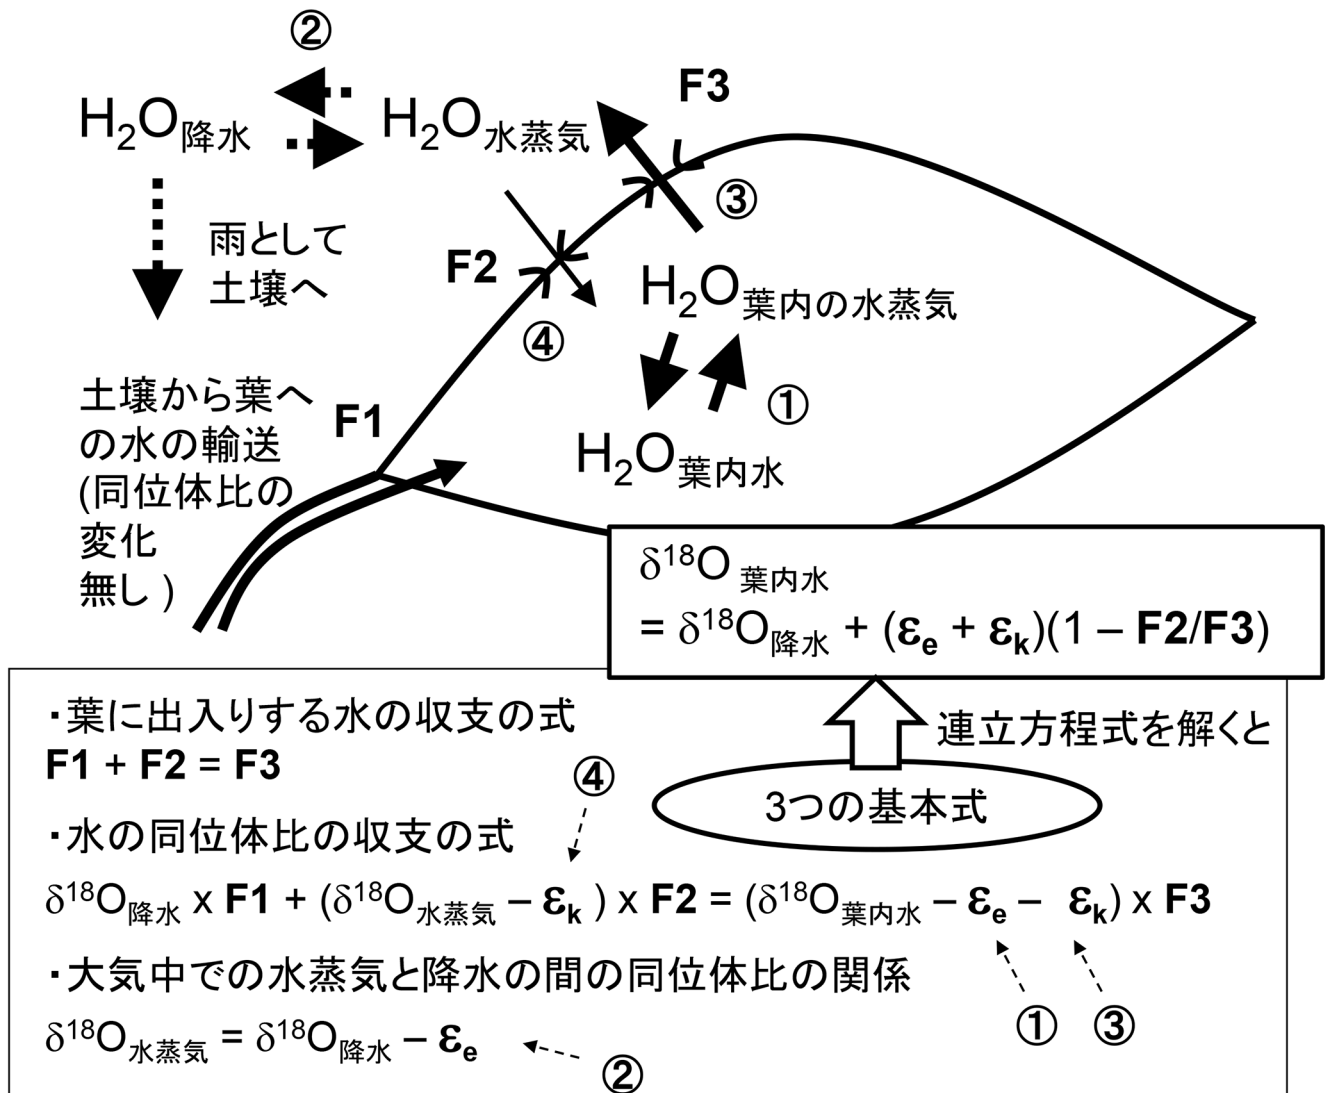 ②
H₂O降水
H₂O水蒸気
F3
③
雨として
土壌へ
F2
④
H₂O葉内の水蒸気
①
H₂O葉内水
土壌から葉へ
の水の輸送
(同位体比の
変化
無し)
F1
δ¹⁸O 葉内水
= δ¹⁸O降水 + (εe + εk)(1 – F2/F3)
連立方程式を解くと
3つの基本式
・葉に出入りする水の収支の式
F1 + F2 = F3
④
・水の同位体比の収支の式
δ¹⁸O降水 x F1 + (δ¹⁸O水蒸気 – εk ) x F2 = (δ¹⁸O葉内水 – εe – εk) x F3
・大気中での水蒸気と降水の間の同位体比の関係
① ③
δ¹⁸O水蒸気 = δ¹⁸O降水 – εe
②